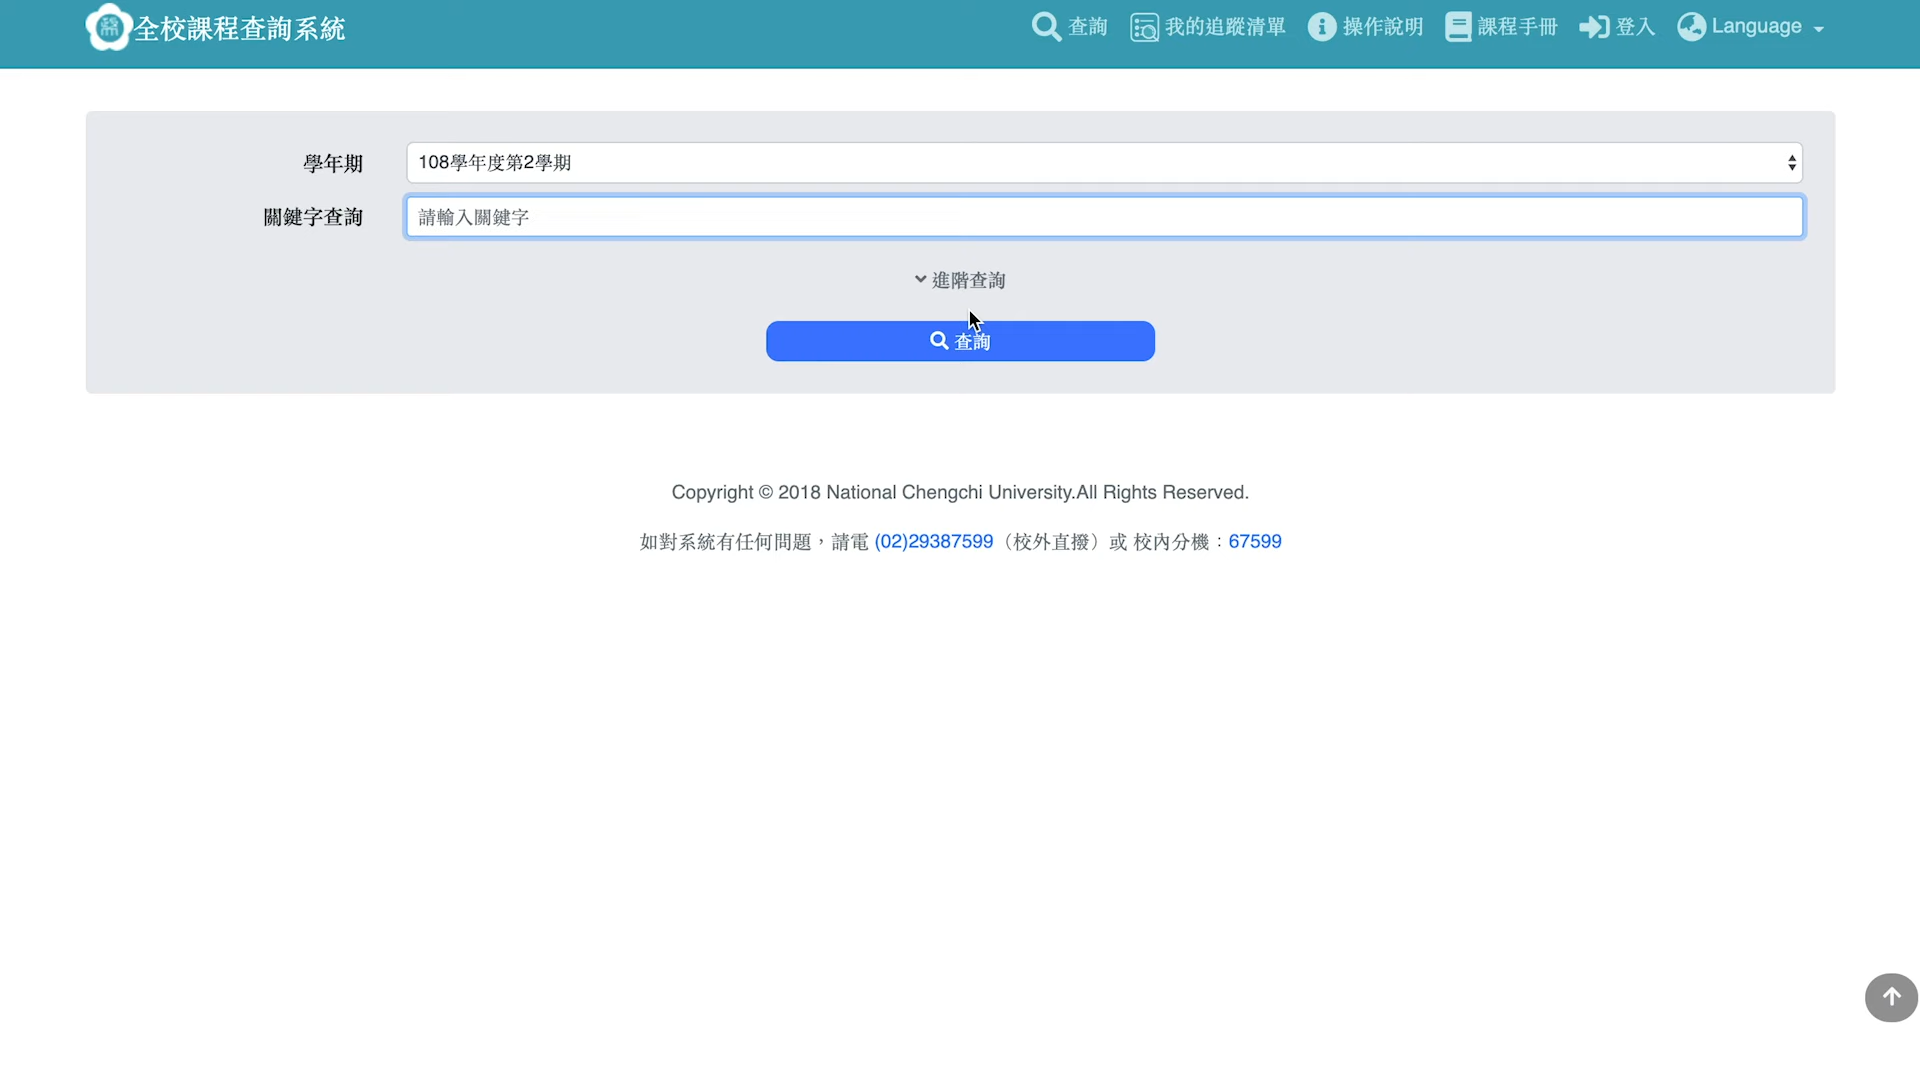 全校課程查詢系統
查詢
我的追蹤清單
操作說明
課程手冊
登入
Language
學年期
108學年度第2學期
關鍵字查詢
請輸入關鍵字
進階查詢
查詢
Copyright © 2018 National Chengchi University.All Rights Reserved.
如對系統有任何問題，請電 (02)29387599（校外直撥）或 校內分機：67599